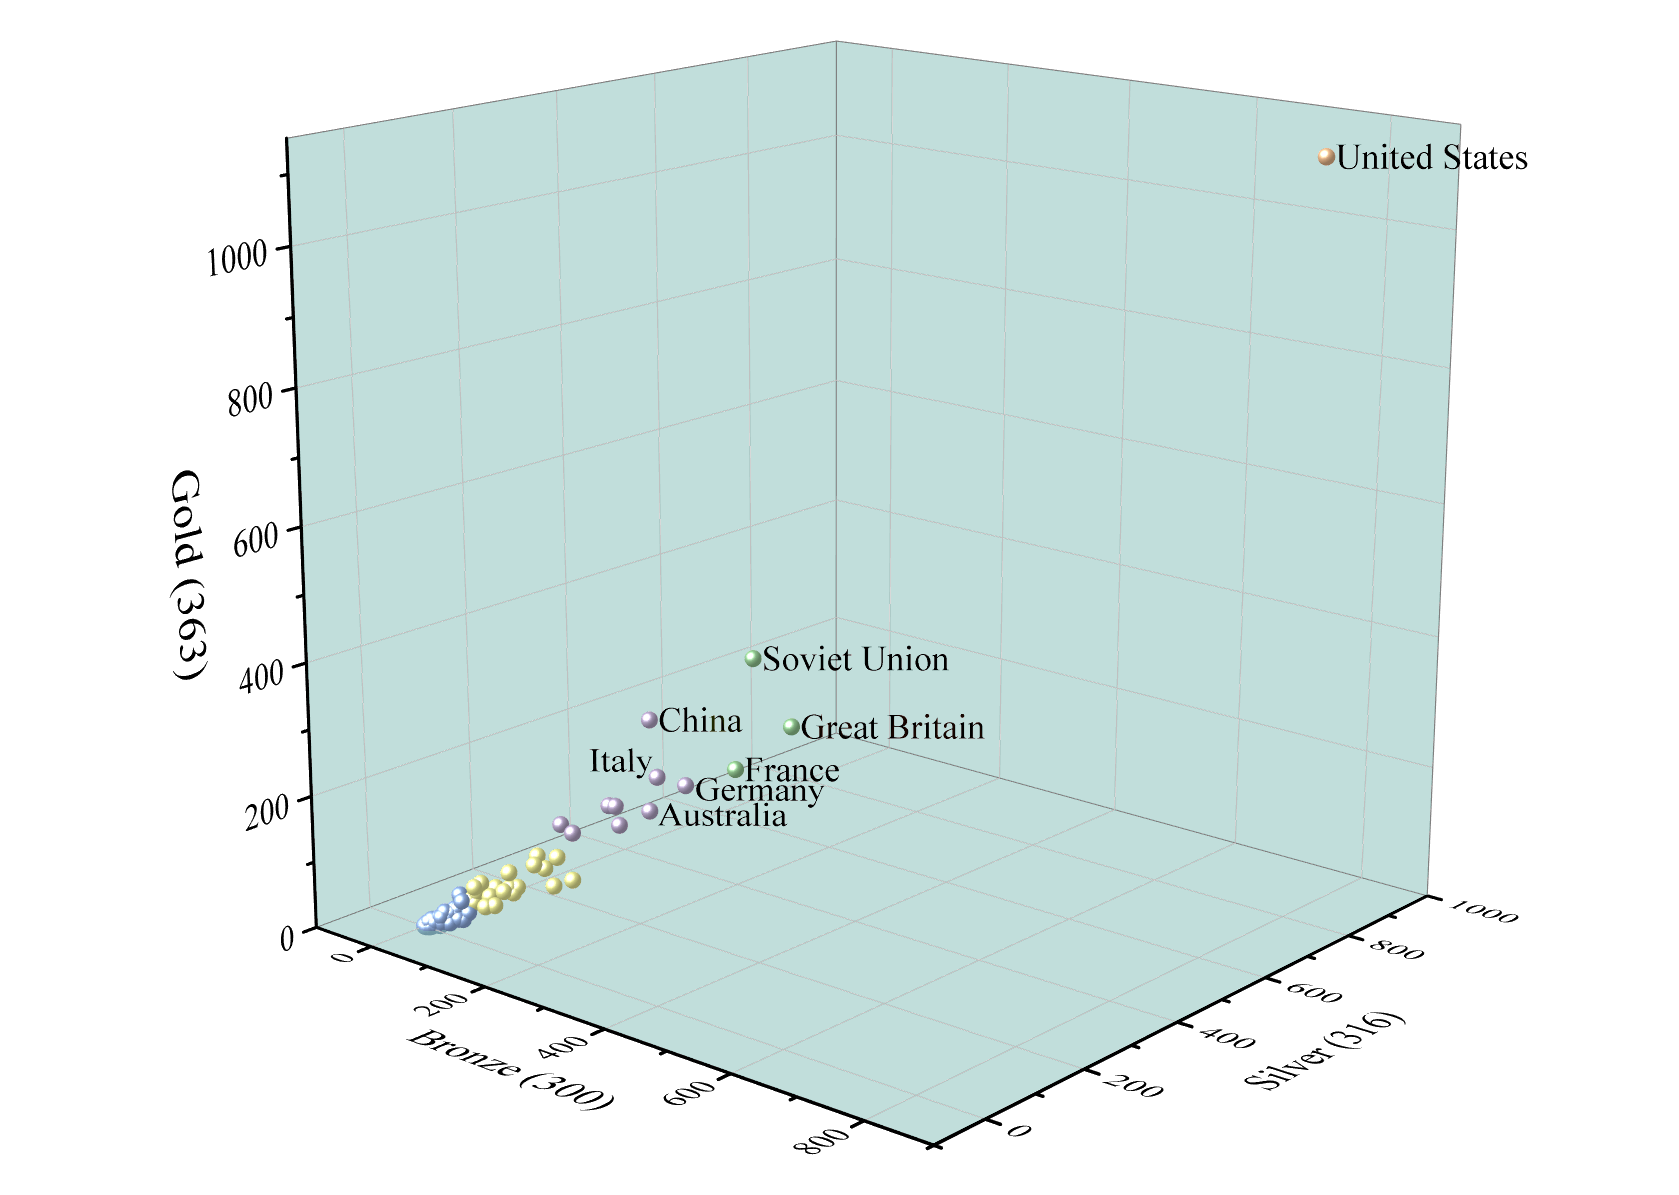 United States
1000
800
600
400
200
0
Gold (363)
Soviet Union
China
Great Britain
Italy
France
Germany
Australia
0
200
400
600
800
Bronze (300)
0
200
400
600
800
1000
Silver (316)